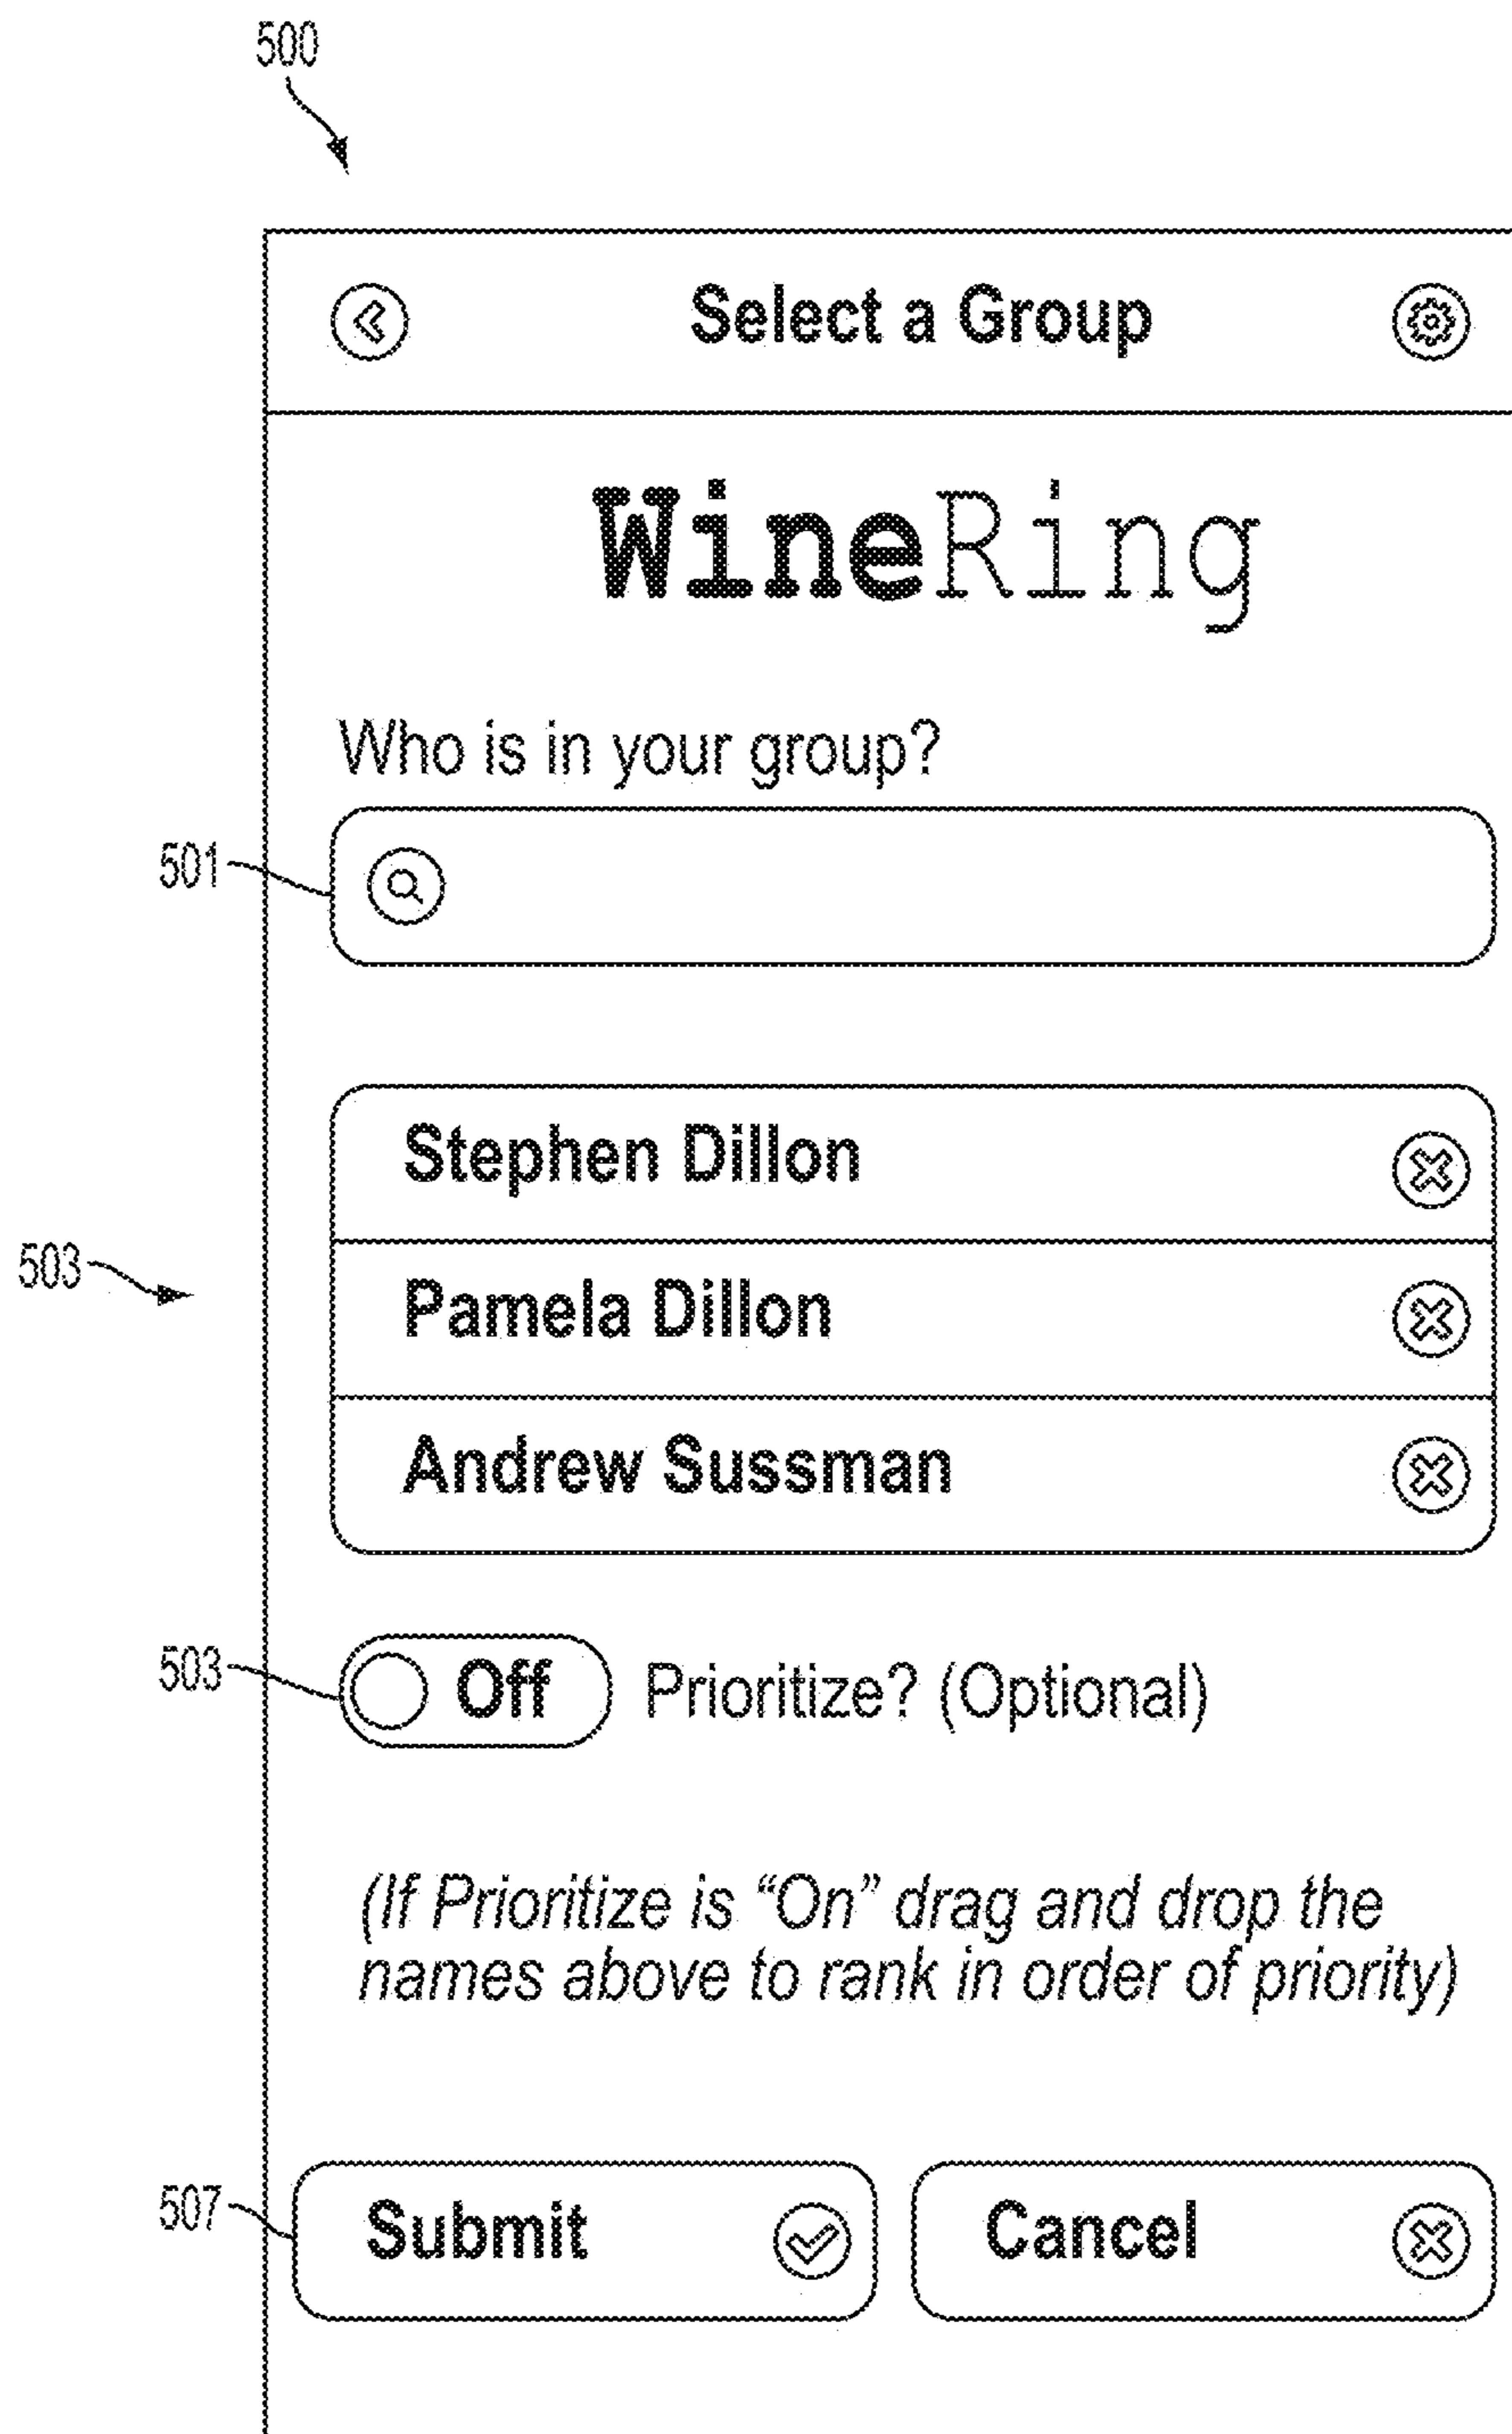 500
Select a Group
WineRing
Who is in your group?
501
Stephen Dillon
503
Pamela Dillon
Andrew Sussman
503
Off Prioritize? (Optional)
(If Prioritize is “On” drag and drop the
names above to rank in order of priority)
507
Submit Cancel